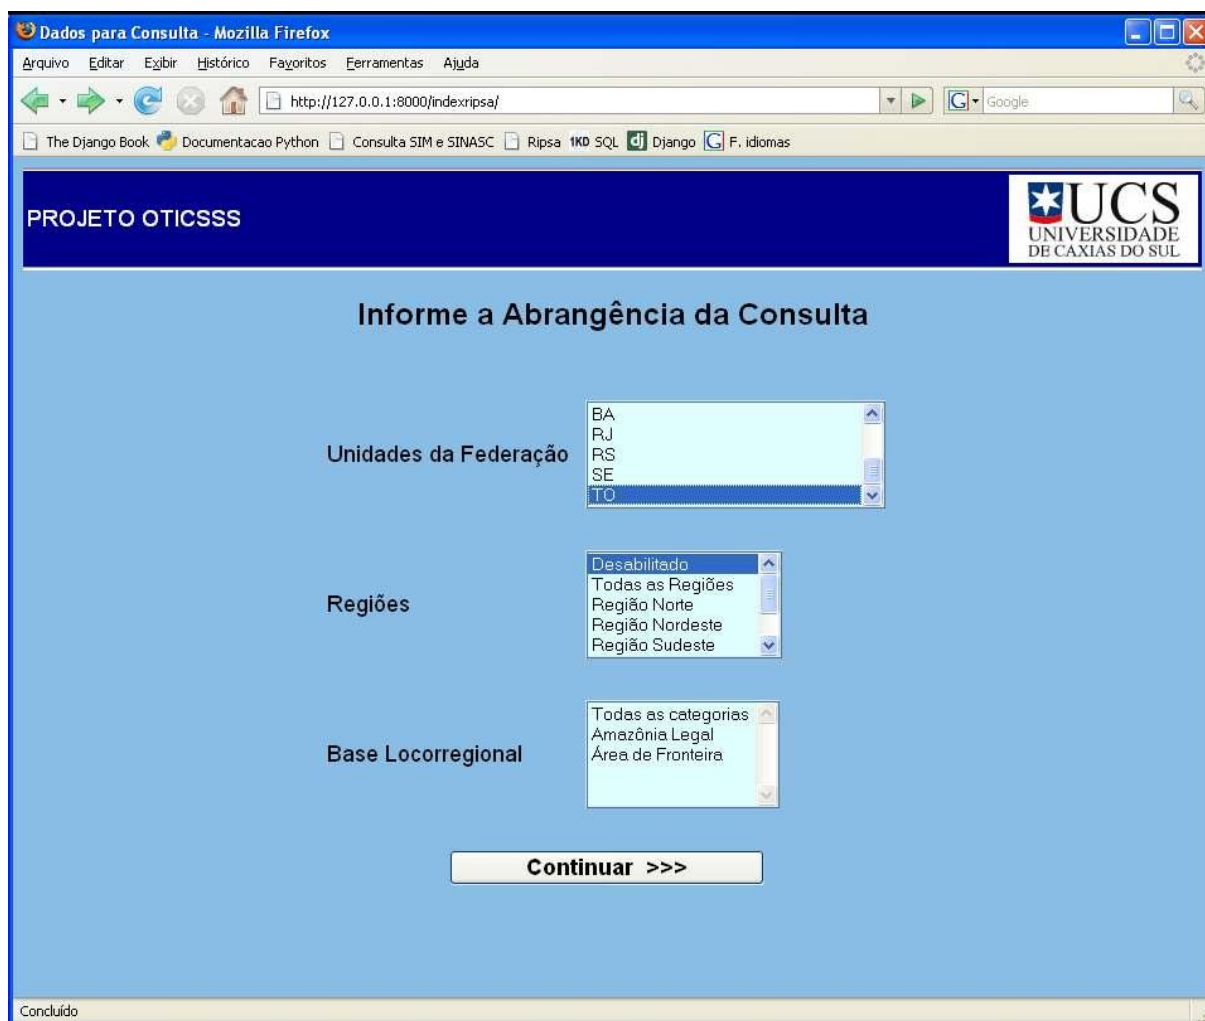 Dados para Consulta - Mozilla Firefox
Arquivo Editar Exibir Histórico Favoritos Ferramentas Ajuda
http://127.0.0.1:8000/indexripsa/
G Google
The Django Book Documentacao Python Consulta SIM e SINASC Ripsa 1KD SQL dj Django G F. idiomas
PROJETO OTICSSS
UCS
UNIVERSIDADE
DE CAXIAS DO SUL
Informe a Abrangência da Consulta
Unidades da Federação
BA
RJ
RS
SE
TO
Regiões
Desabilitado
Todas as Regiões
Região Norte
Região Nordeste
Região Sudeste
Base Locorregional
Todas as categorias
Amazônia Legal
Área de Fronteira
Continuar >>>
Concluído